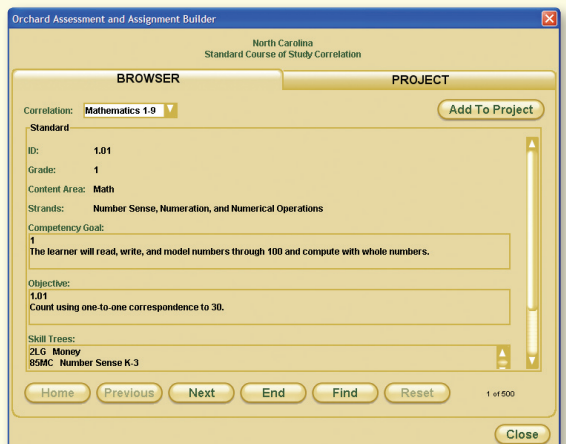 Orchard Assessment and Assignment Builder
North Carolina
Standard Course of Study Correlation
BROWSER
PROJECT
Correlation: Mathematics 1-9
Add To Project
Standard
ID: 1.01
Grade: 1
Content Area: Math
Strands: Number Sense, Numeration, and Numerical Operations
Competency Goal:
1
The learner will read, write, and model numbers through 100 and compute with whole numbers.
Objective:
1.01
Count using one-to-one correspondence to 30.
Skill Trees:
2LG Money
85MC Number Sense K-3
Home Previous Next End Find Reset 1 of 500
Close